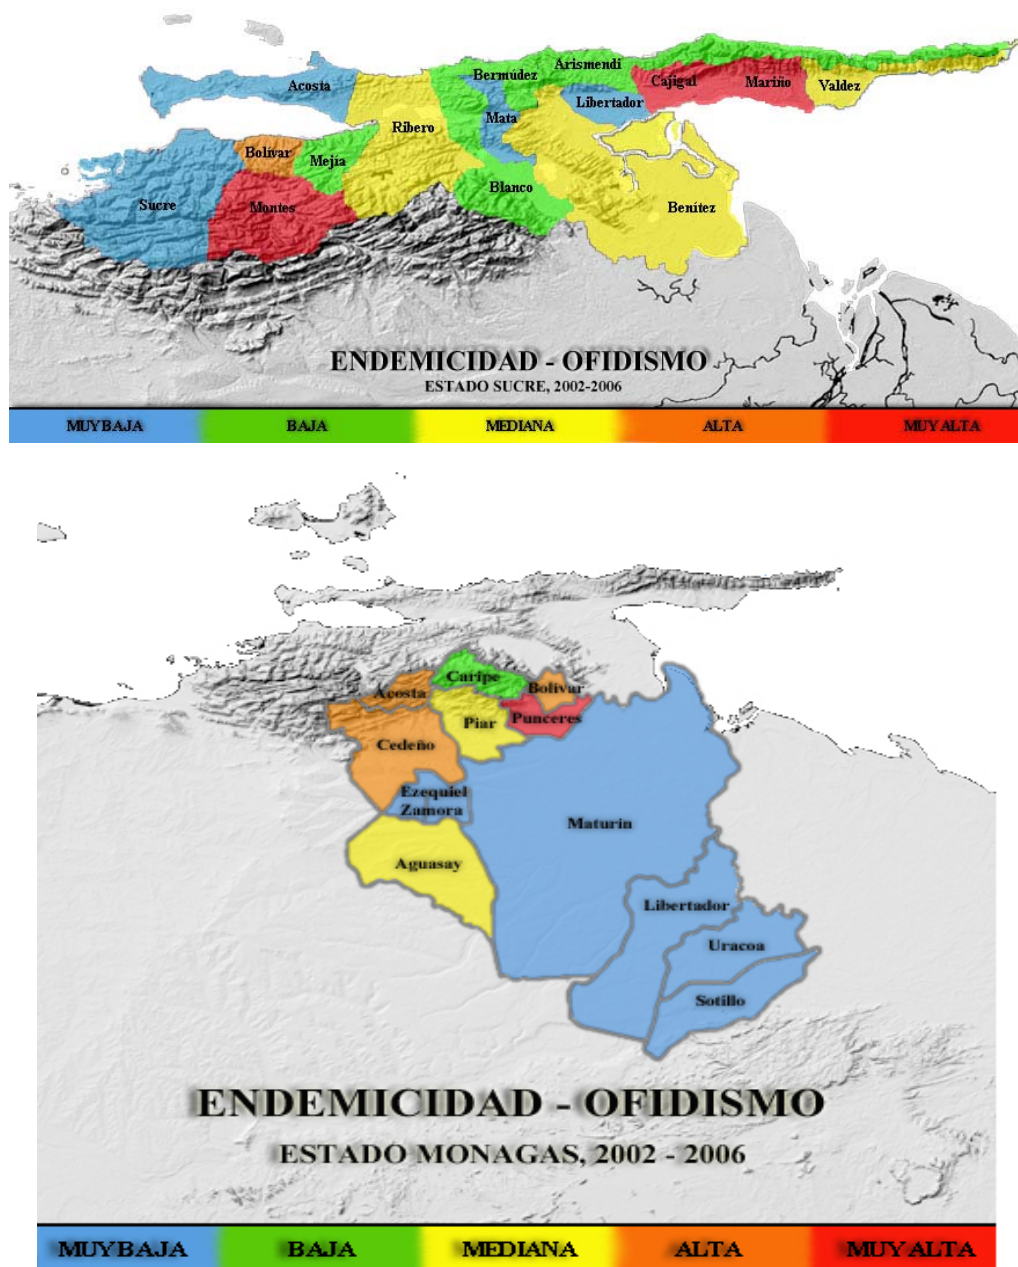 Arismendi
Bermúdez
Acosta
Cajigal
Mariño
Valdez
Libertador
Mata
Ribero
Bolívar
Mejía
Blanco
Sucre
Montes
Benítez
ENDEMICIDAD - OFIDISMO
ESTADO SUCRE, 2002-2006
MUYBAJA BAJA MEDIANA ALTA MUYALTA
Caripe
Acosta
Bolívar
Piar
Punceres
Cedeño
Ezequiel
Zamora
Maturín
Aguasay
Libertador
Uracoa
Sotillo
ENDEMICIDAD - OFIDISMO
ESTADO MONAGAS, 2002 - 2006
MUYBAJA BAJA MEDIANA ALTA MUYALTA